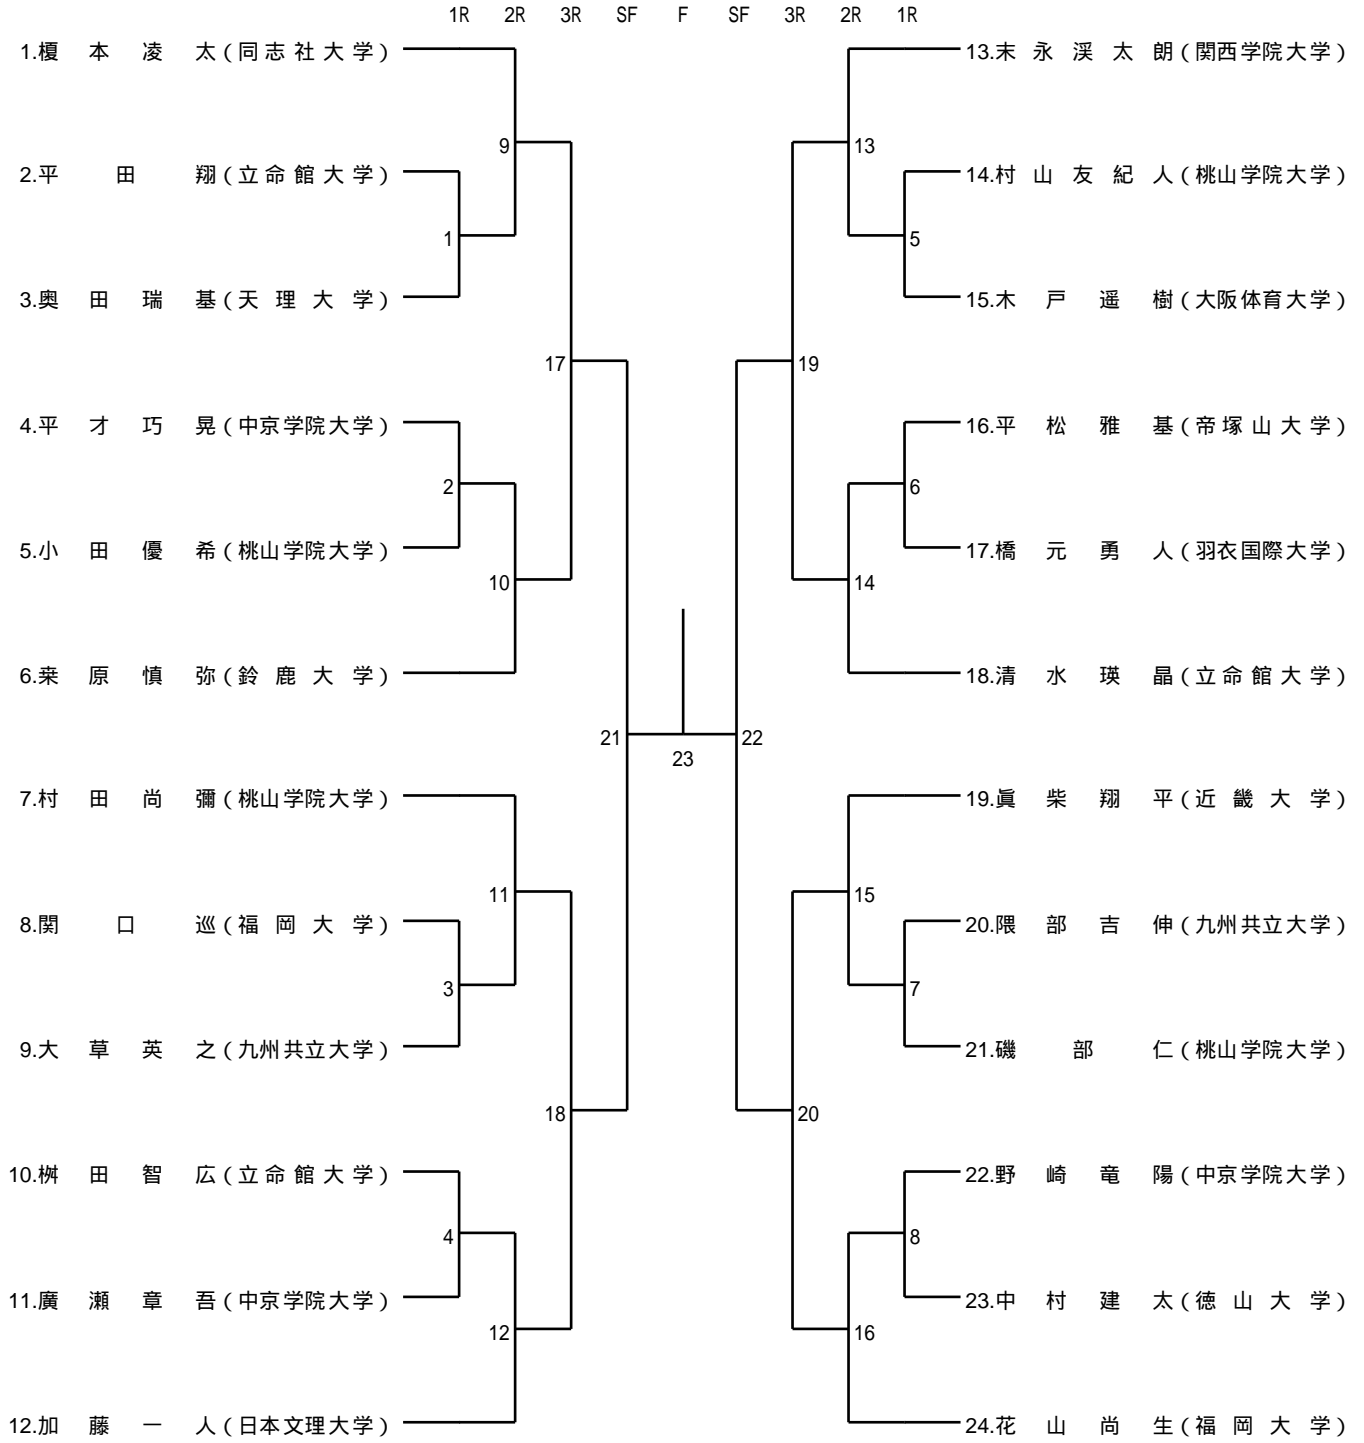 1R 2R 3R SF F SF 3R 2R 1R
1.榎本凌太(同志社大学)
13.末永渓太朗(関西学院大学)
9
13
2.平田翔(立命館大学)
14.村山友紀人(桃山学院大学)
1
5
3.奥田瑞基(天理大学)
15.木戸遥樹(大阪体育大学)
17
19
4.平才巧晃(中京学院大学)
16.平松雅基(帝塚山大学)
2
6
5.小田優希(桃山学院大学)
17.橋元勇人(羽衣国際大学)
10
14
6.桒原慎弥(鈴鹿大学)
18.清水瑛晶(立命館大学)
21
22
23
7.村田尚彌(桃山学院大学)
19.眞柴翔平(近畿大学)
11
15
8.関口巡(福岡大学)
20.隈部吉伸(九州共立大学)
3
7
9.大草英之(九州共立大学)
21.磯部仁(桃山学院大学)
18
20
10.桝田智広(立命館大学)
22.野崎竜陽(中京学院大学)
4
8
11.廣瀬章吾(中京学院大学)
23.中村建太(徳山大学)
12
16
12.加藤一人(日本文理大学)
24.花山尚生(福岡大学)